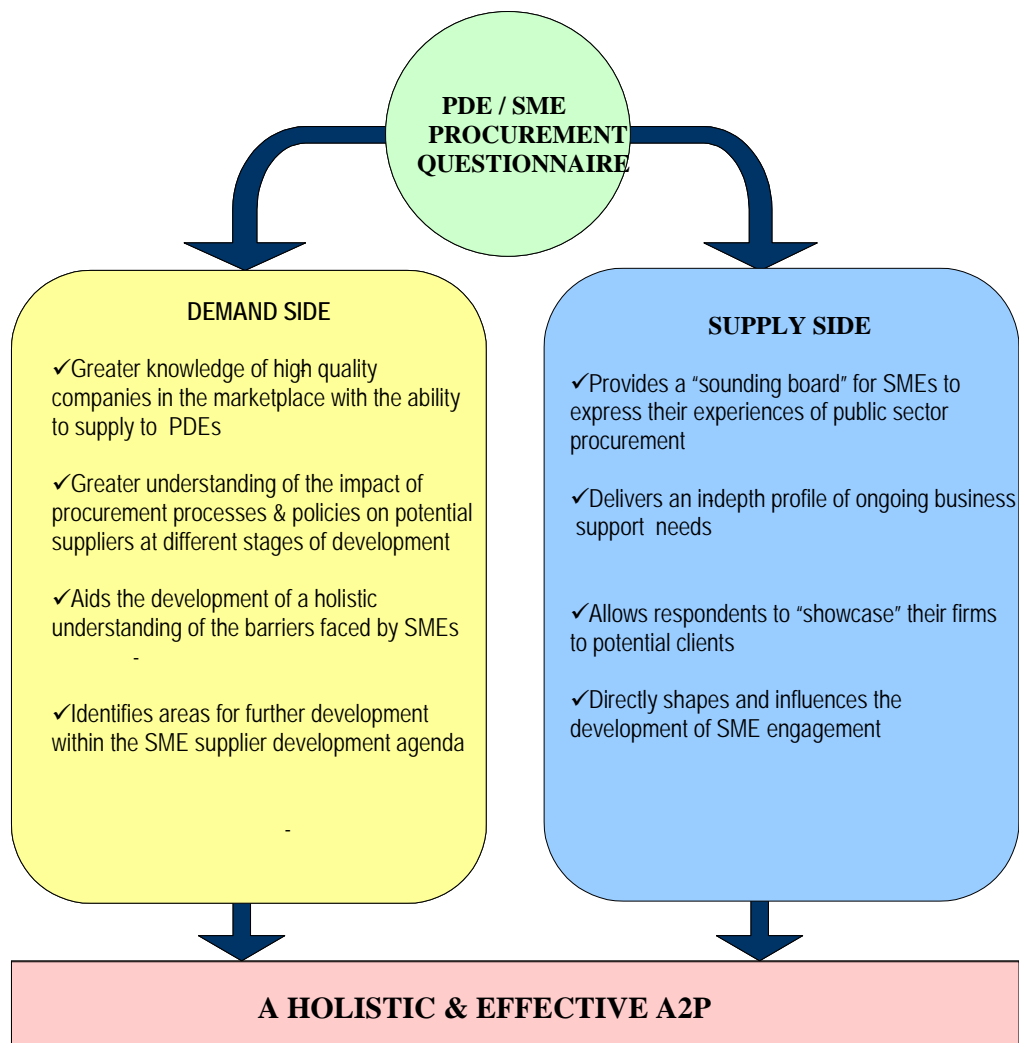 PDE / SME
PROCUREMENT
QUESTIONNAIRE
DEMAND SIDE
✓Greater knowledge of high quality
companies in the marketplace with the ability
to supply to PDEs
✓Greater understanding of the impact of
procurement processes & policies on potential
suppliers at different stages of development
✓Aids the development of a holistic
understanding of the barriers faced by SMEs
-
✓Identifies areas for further development
within the SME supplier development agenda
-
SUPPLY SIDE
✓Provides a “sounding board” for SMEs to
express their experiences of public sector
procurement
✓Delivers an in-depth profile of ongoing business
support needs
✓Allows respondents to “showcase” their firms
to potential clients
✓Directly shapes and influences the
development of SME engagement
A HOLISTIC & EFFECTIVE A2P